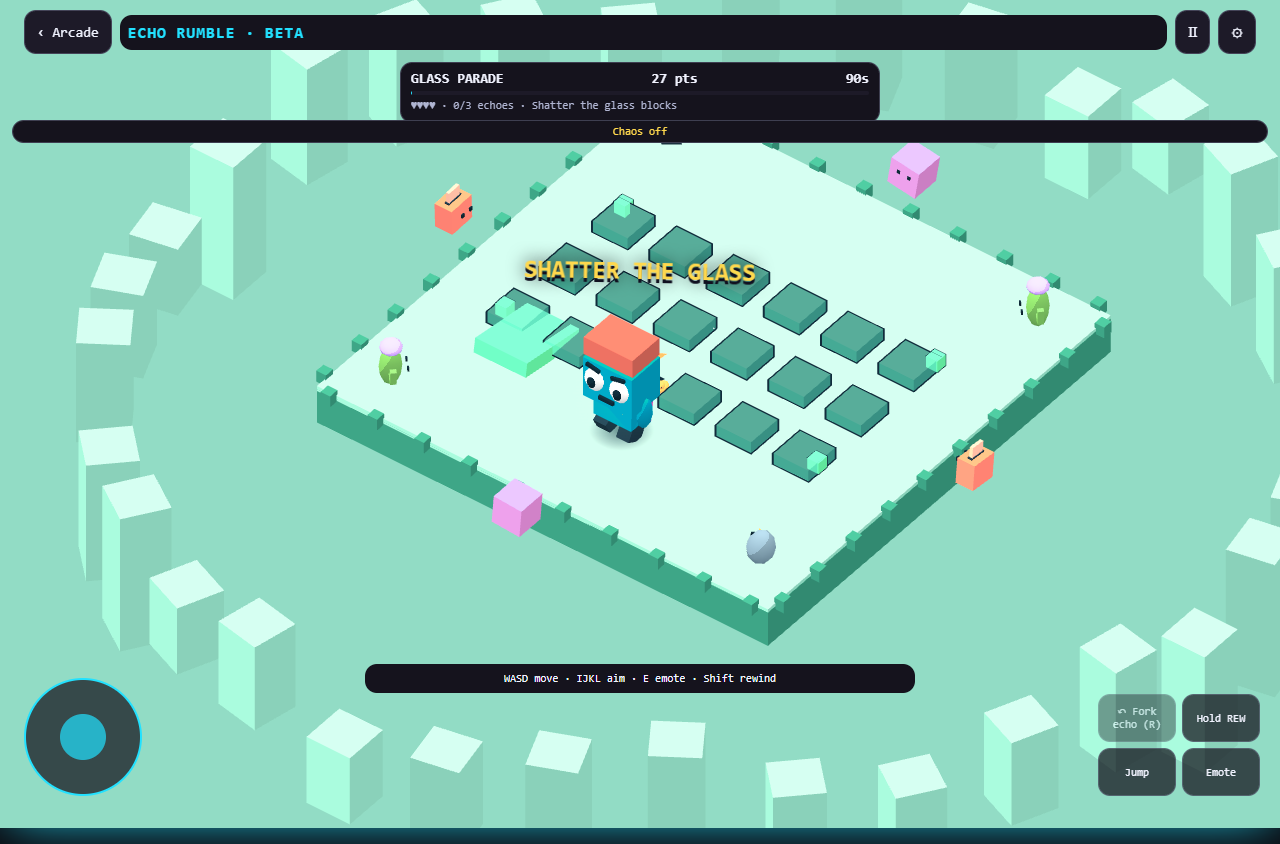 ‹ Arcade
ECHO RUMBLE · BETA
II
GLASS PARADE 27 pts 90s
♥♥♥♥ · 0/3 echoes · Shatter the glass blocks
Chaos off
SHATTER THE GLASS
WASD move · IJKL aim · E emote · Shift rewind
↶ Fork
echo (R)
Hold REW
Jump
Emote